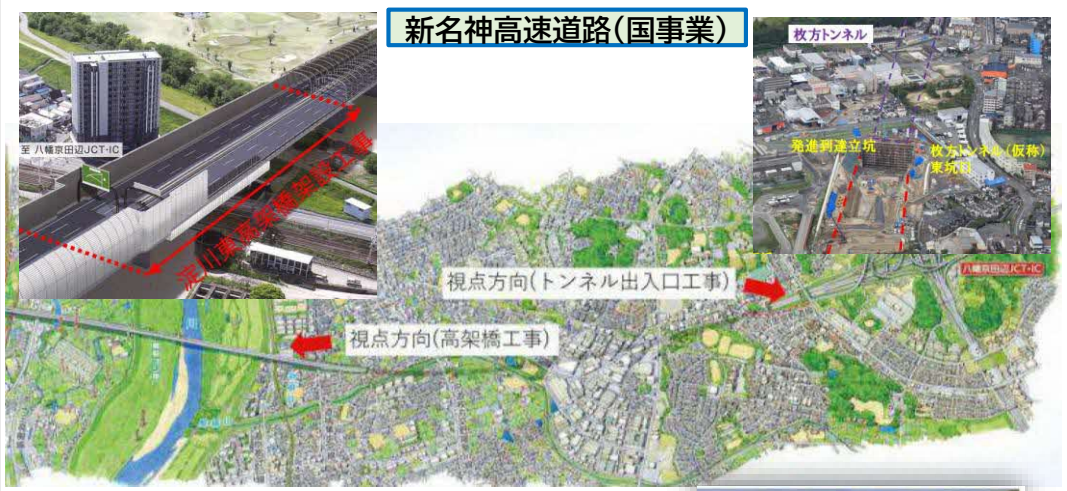 新名神高速道路(国事業)
至 八幡京田辺JCT・IC
淀川東高架橋架設工事
枚方トンネル
発進到達立坑
枚方トンネル(仮称)
東坑口
視点方向(トンネル出入口工事)
八幡京田辺JCT・IC
視点方向(高架橋工事)